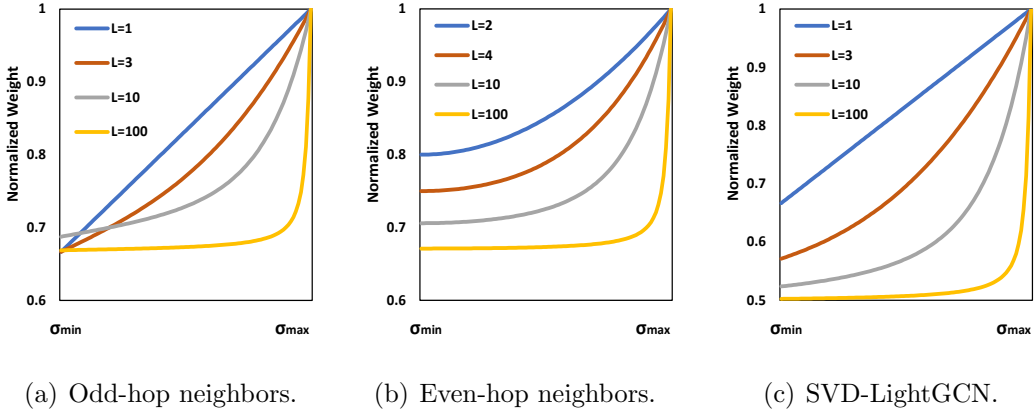 Normalized Weight
1
0.9
0.8
0.7
0.6
L=1
L=3
L=10
L=100
σmin
σmax
(a) Odd-hop neighbors.
Normalized Weight
1
0.9
0.8
0.7
0.6
L=2
L=4
L=10
L=100
σmin
σmax
(b) Even-hop neighbors.
Normalized Weight
1
0.9
0.8
0.7
0.6
0.5
L=1
L=3
L=10
L=100
σmin
σmax
(c) SVD-LightGCN.